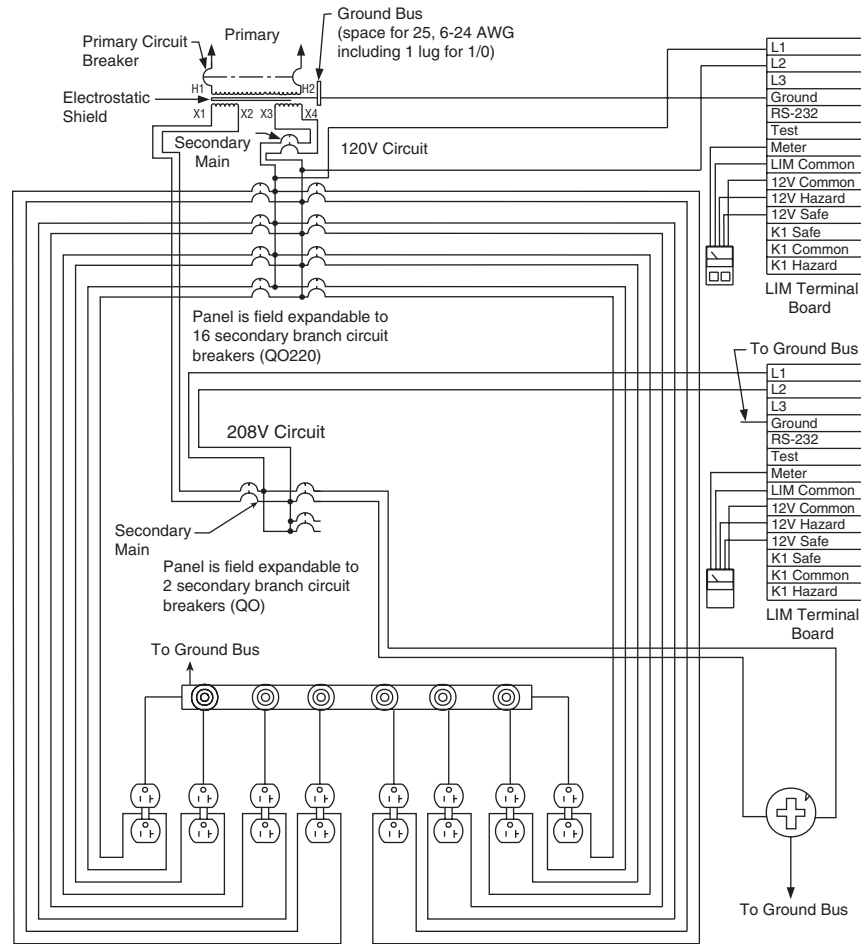 Ground Bus
(space for 25, 6-24 AWG
including 1 lug for 1/0)
Primary Circuit
Breaker
Primary
H1
H2
Electrostatic
Shield
X1
X2
X3
X4
Secondary
Main
120V Circuit
L1
L2
L3
Ground
RS-232
Test
Meter
LIM Common
12V Common
12V Hazard
12V Safe
K1 Safe
K1 Common
K1 Hazard
LIM Terminal
Board
Panel is field expandable to
16 secondary branch circuit
breakers (QO220)
To Ground Bus
L1
L2
L3
Ground
RS-232
Test
Meter
LIM Common
12V Common
12V Hazard
12V Safe
K1 Safe
K1 Common
K1 Hazard
LIM Terminal
Board
208V Circuit
Secondary
Main
Panel is field expandable to
2 secondary branch circuit
breakers (QO)
To Ground Bus
To Ground Bus